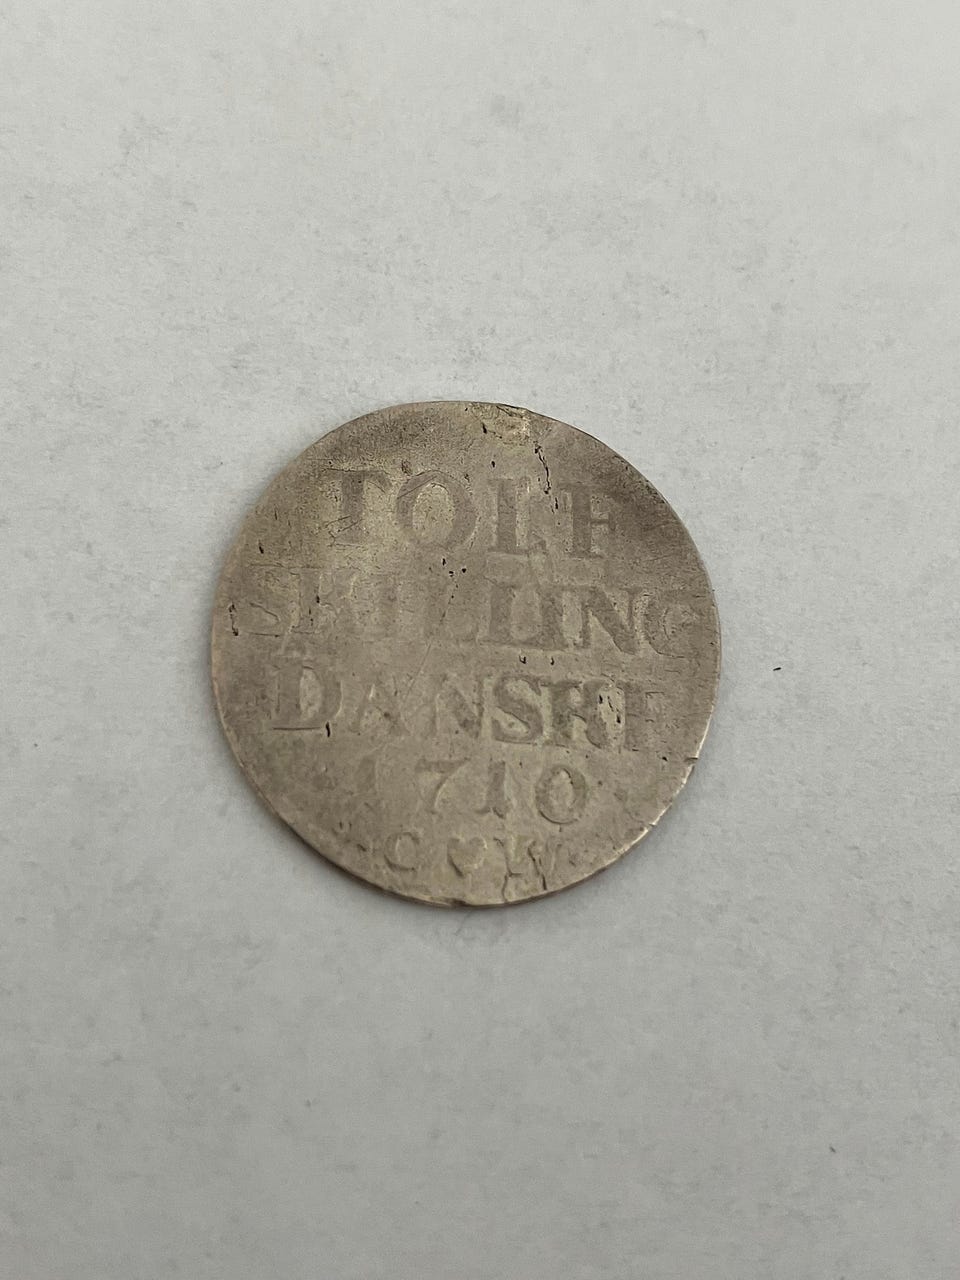 TOLF
SKILLING
DANSKE
1710
C♥W